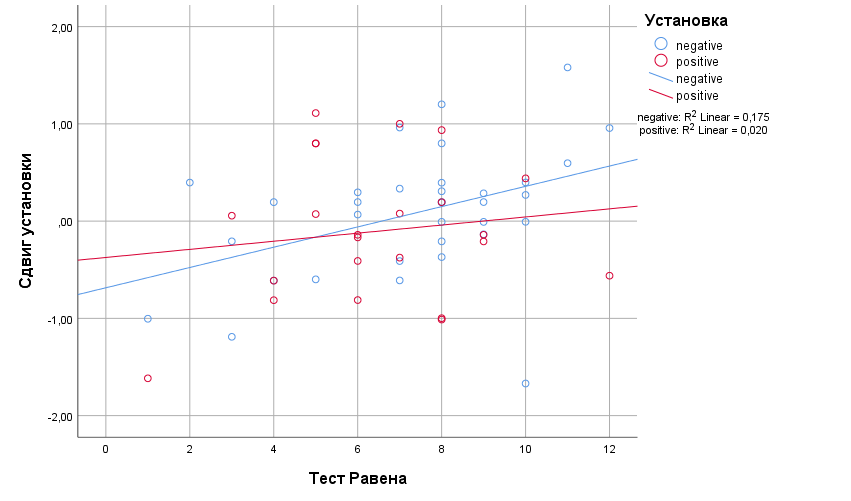 Установка
negative
positive
negative
positive
negative: R2 Linear = 0,175
positive: R2 Linear = 0,020
2,00
1,00
,00
-1,00
-2,00
Сдвиг установки
0 2 4 6 8 10 12
Тест Равена